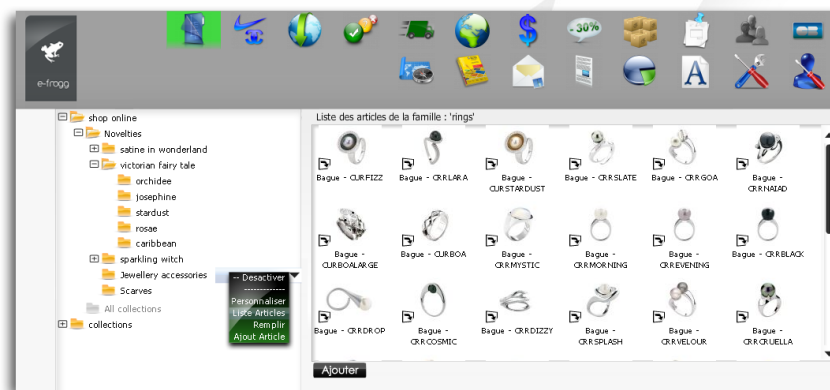 - 30%
e-frogg
A
shop online
Novelties
satine in wonderland
victorian fairy tale
orchidee
josephine
stardust
rosae
caribbean
sparkling witch
Jewellery accessories
Scarves
All collections
collections
-- Desactiver
------------
Personnaliser
Liste Articles
Remplir
Ajout Article
Liste des articles de la famille : 'rings'
Bague - CURFIZZ
Bague - CRRLARA
Bague -
CURSTARDUST
Bague - CRRSLATE
Bague - CRRGOA
Bague -
CRRNAIAD
Bague -
CURBOALARGE
Bague - CURBOA
Bague -
CRRMYSTIC
Bague -
CRRMORNING
Bague -
CRREVENING
Bague - CRRBLACK
Bague - CRRDROP
Bague -
CRRCOSMIC
Bague - CRRDIZZY
Bague -
CRRSPLASH
Bague -
CRRVELOUR
Bague -
CRRCRUELLA
Ajouter